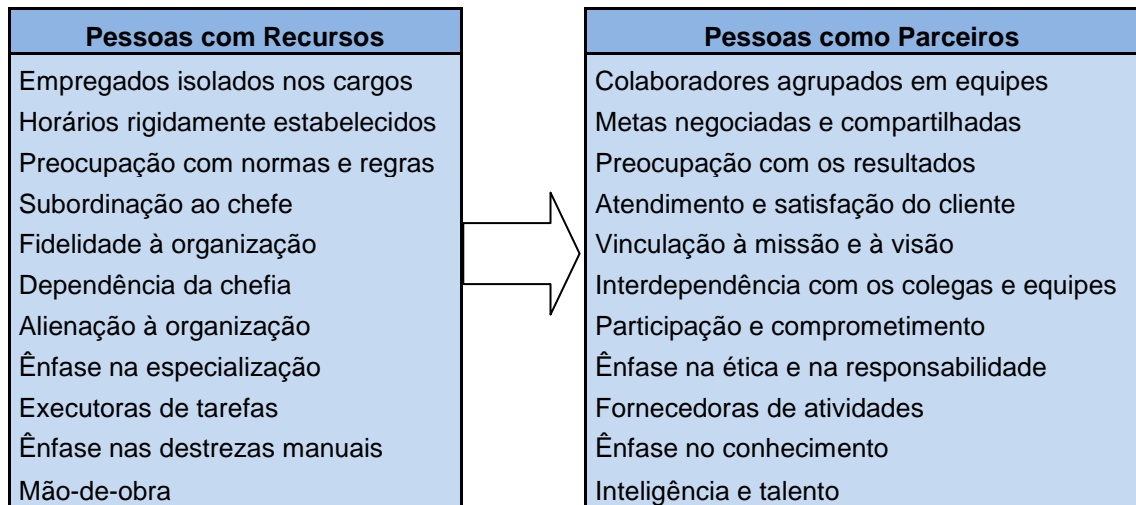 Pessoas com Recursos
Empregados isolados nos cargos
Horários rigidamente estabelecidos
Preocupação com normas e regras
Subordinação ao chefe
Fidelidade à organização
Dependência da chefia
Alienação à organização
Ênfase na especialização
Executoras de tarefas
Ênfase nas destrezas manuais
Mão-de-obra
Pessoas como Parceiros
Colaboradores agrupados em equipes
Metas negociadas e compartilhadas
Preocupação com os resultados
Atendimento e satisfação do cliente
Vinculação à missão e à visão
Interdependência com os colegas e equipes
Participação e comprometimento
Ênfase na ética e na responsabilidade
Fornecedoras de atividades
Ênfase no conhecimento
Inteligência e talento